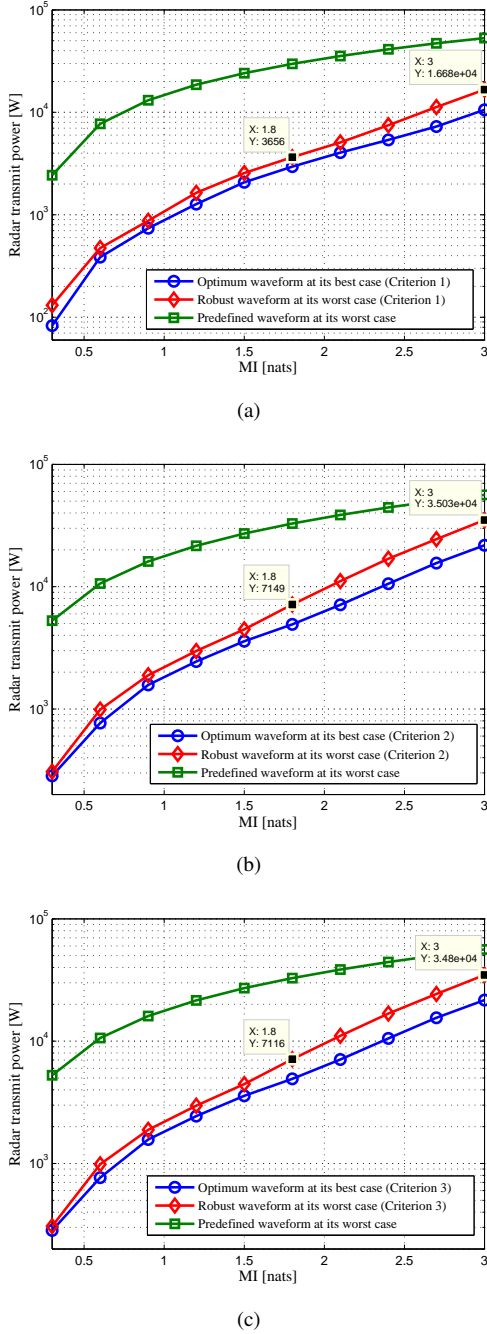 10^5
X: 3
Y: 1.668e+04
10^4
X: 1.8
Y: 3656
Radar transmit power [W]
10^3
Optimum waveform at its best case (Criterion 1)
Robust waveform at its worst case (Criterion 1)
Predefined waveform at its worst case
10^2
0.5 1 1.5 2 2.5 3
MI [nats]
(a)
10^5
X: 3
Y: 3.503e+04
X: 1.8
Y: 7149
10^4
Radar transmit power [W]
10^3
Optimum waveform at its best case (Criterion 2)
Robust waveform at its worst case (Criterion 2)
Predefined waveform at its worst case
0.5 1 1.5 2 2.5 3
MI [nats]
(b)
10^5
X: 3
Y: 3.48e+04
X: 1.8
Y: 7116
10^4
Radar transmit power [W]
10^3
Optimum waveform at its best case (Criterion 3)
Robust waveform at its worst case (Criterion 3)
Predefined waveform at its worst case
0.5 1 1.5 2 2.5 3
MI [nats]
(c)